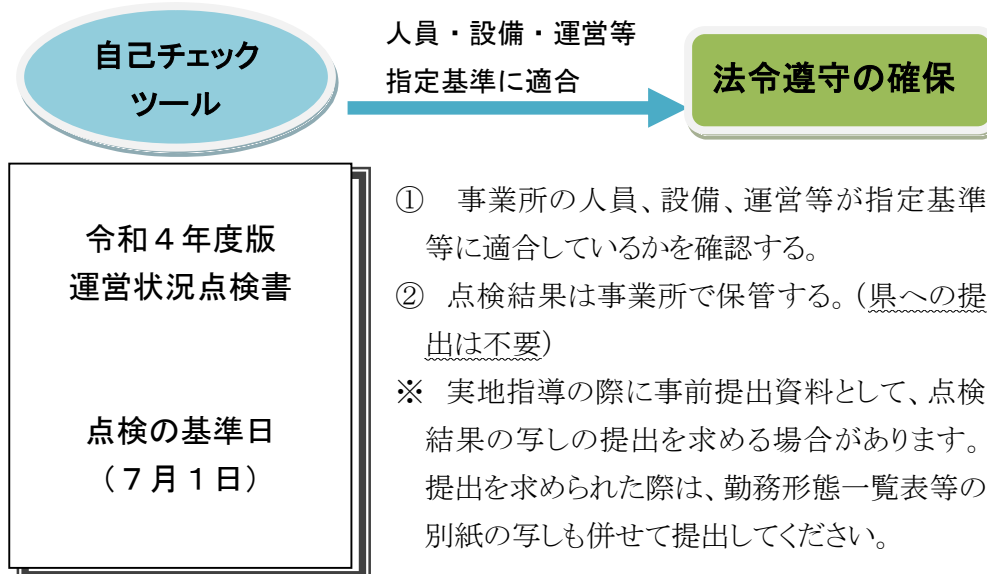 自己チェック
ツール
人員・設備・運営等
指定基準に適合
法令遵守の確保
令和４年度版
運営状況点検書
点検の基準日
（７月１日）
①　事業所の人員、設備、運営等が指定基準
等に適合しているかを確認する。
②　点検結果は事業所で保管する。（県への提
出は不要）
※　実地指導の際に事前提出資料として、点検
結果の写しの提出を求める場合があります。
提出を求められた際は、勤務形態一覧表等の
別紙の写しも併せて提出してください。